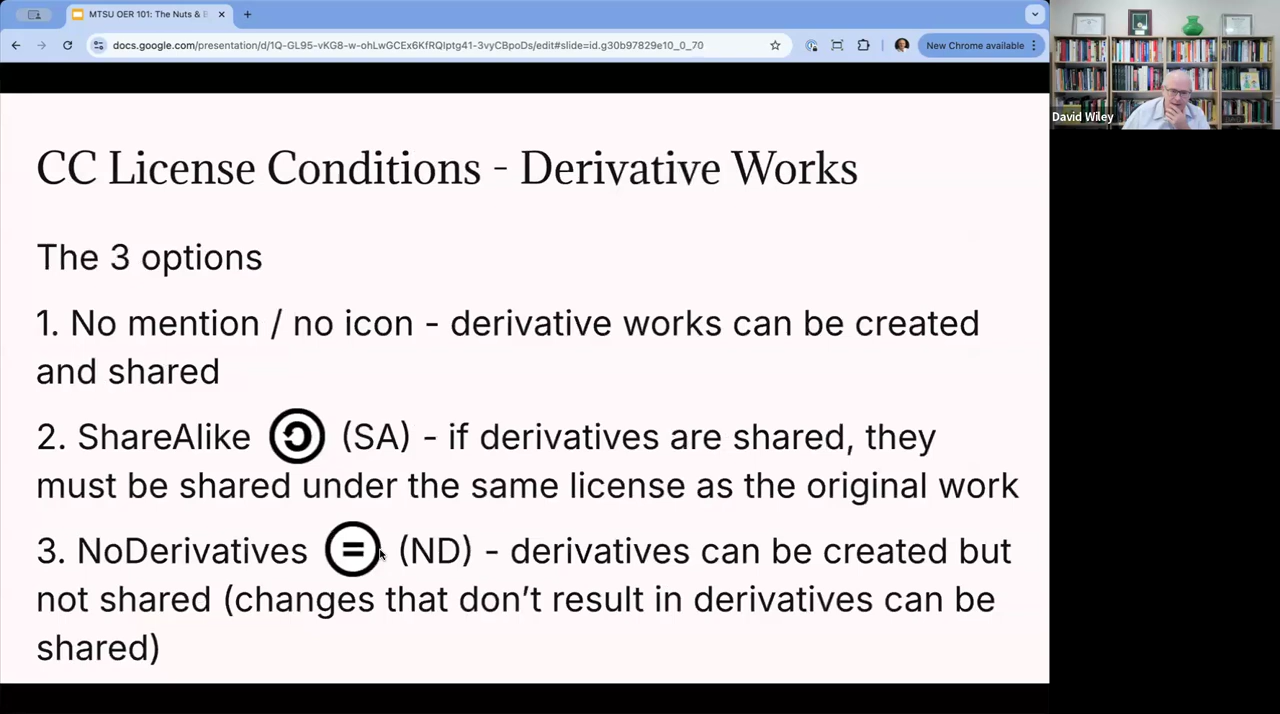 MTSU OER 101: The Nuts & B
docs.google.com/presentation/d/1Q-GL95-vKG8-w-ohLwGCEx6KfRQlptg41-3vyCBpoDs/edit#slide=id.g30b97829e10_0_70
New Chrome available
David Wiley
CC License Conditions - Derivative Works
The 3 options
1. No mention / no icon - derivative works can be created
and shared
2. ShareAlike (SA) - if derivatives are shared, they
must be shared under the same license as the original work
3. NoDerivatives (ND) - derivatives can be created but
not shared (changes that don’t result in derivatives can be
shared)